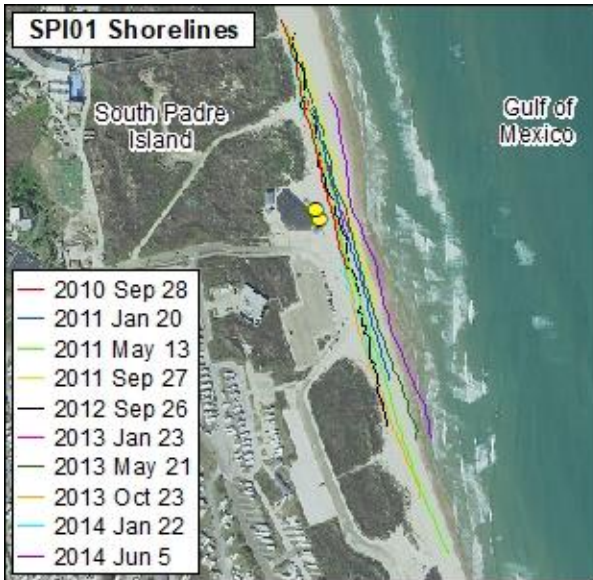 SPI01 Shorelines
South Padre
Island
Gulf of
Mexico
2010 Sep 28
2011 Jan 20
2011 May 13
2011 Sep 27
2012 Sep 26
2013 Jan 23
2013 May 21
2013 Oct 23
2014 Jan 22
2014 Jun 5